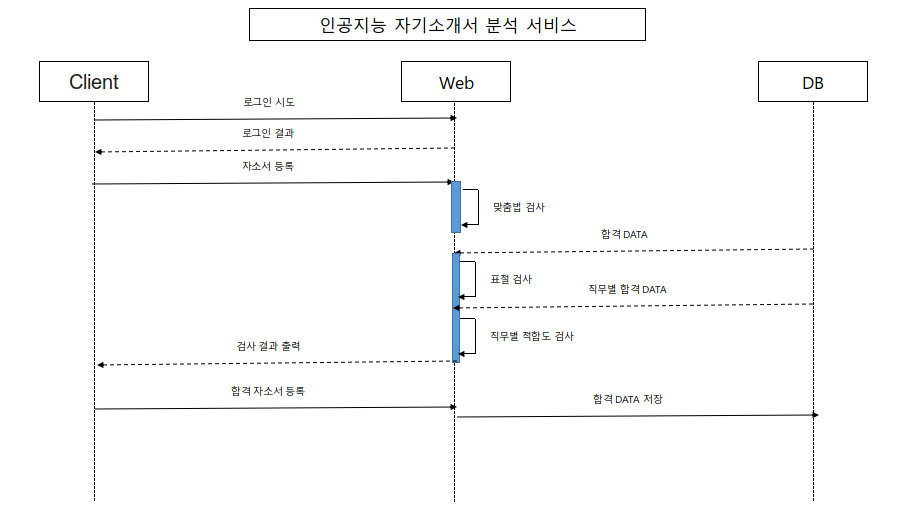 인공지능 자기소개서 분석 서비스
Client
Web
DB
로그인 시도
로그인 결과
자소서 등록
맞춤법 검사
합격 DATA
표절 검사
직무별 합격 DATA
직무별 적합도 검사
검사 결과 출력
합격 자소서 등록
합격 DATA 저장